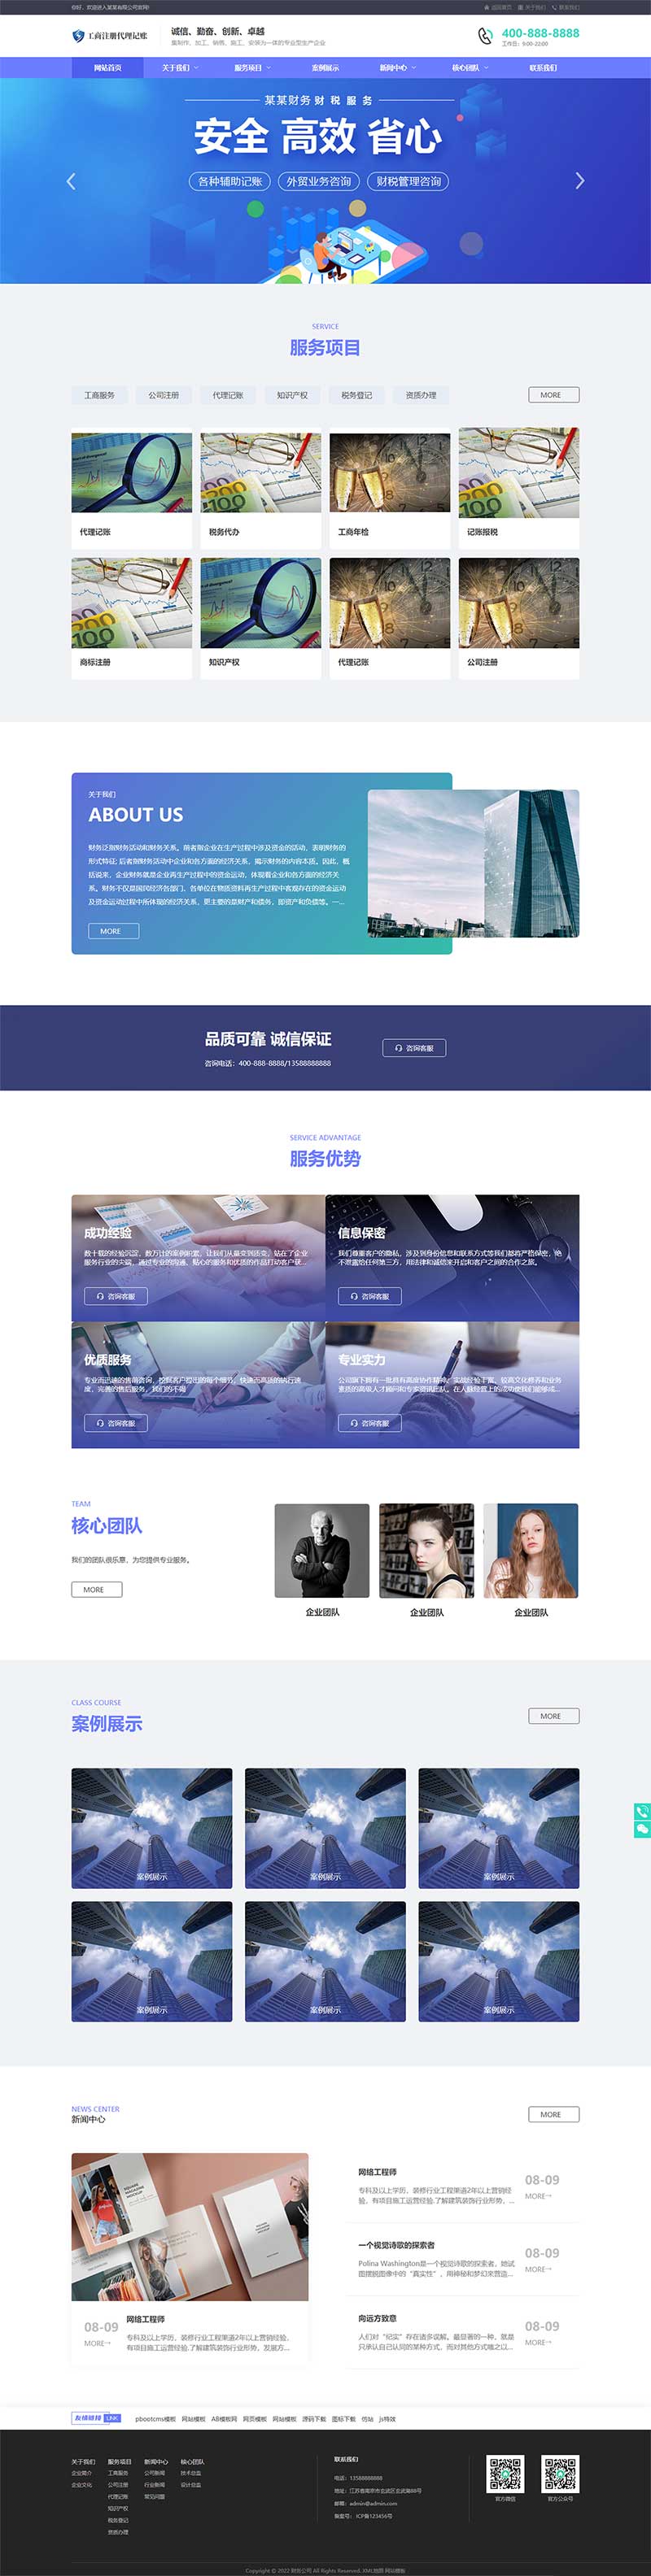 你好，欢迎进入某某有限公司官网！
返回首页 关于我们 联系我们
工商注册代理记账
诚信、勤奋、创新、卓越
集制作、加工、销售、施工、安装为一体的专业型生产企业
400-888-8888
工作日：9:00-22:00
网站首页 关于我们 服务项目 案例展示 新闻中心 核心团队 联系我们
某某财务财税服务
安全 高效 省心
各种辅助记账 外贸业务咨询 财税管理咨询
SERVICE
服务项目
工商服务 公司注册 代理记账 知识产权 税务登记 资质办理 MORE
代理记账 税务代办 工商年检 记账报税
商标注册 知识产权 代理记账 公司注册
关于我们
ABOUT US
财务泛指财务活动和财务关系。前者指企业在生产过程中涉及资金的活动，表明财务的
形式特征; 后者指财务活动中企业和各方面的经济关系，揭示财务的内容本质。因此，概
括说来，企业财务就是企业再生产过程中的资金运动，体现着企业和各方面的经济关
系。财务不仅是国民经济各部门、各单位在物质资料再生产过程中客观存在的资金运动
及资金运动过程中所体现的经济关系，更主要的是财产和债务，即资产和负债等。一...
MORE
品质可靠 诚信保证
咨询电话：400-888-8888/13588888888
咨询客服
SERVICE ADVANTAGE
服务优势
成功经验
数十载的经验沉淀，数万计的案例积累，让我们从量变到质变，站在了企业
服务行业的尖端，通过专业的沟通、贴心的服务和优质的作品打动客户获...
咨询客服
信息保密
我们尊重客户的隐私，涉及到身份信息和联系方式等我们都将严格保密，绝
不泄露给任何第三方，用法律和诚信来开启和客户之间的合作之旅。
咨询客服
优质服务
专业而迅速的售前咨询，挖掘客户提出的每个细节，快速而高效的执行速
度，完善的售后服务，我们的不竭
咨询客服
专业实力
公司旗下拥有一批具有高度协作精神、实战经验丰富、较高文化修养和业务
素质的高级人才顾问和专家资讯团队。在人脉经营上的成功使我们能够成...
咨询客服
TEAM
核心团队
我们的团队很乐意，为您提供专业服务。
MORE
企业团队 企业团队 企业团队
CLASS COURSE
案例展示
MORE
案例展示 案例展示 案例展示
案例展示 案例展示 案例展示
NEWS CENTER
新闻中心
MORE
08-09
MORE→
网络工程师
专科及以上学历，装修行业工程渠道2年以上营销经验，
有项目施工运营经验.了解建筑装饰行业形势，发展方...
网络工程师
专科及以上学历，装修行业工程渠道2年以上营销经
验，有项目施工运营经验.了解建筑装饰行业形势，...
08-09
MORE→
一个视觉诗歌的探索者
Polina Washington是一个视觉诗歌的探索者，她试
图摆脱图像中的“真实性”，用神秘和梦幻来营造...
08-09
MORE→
向远方致意
人们对“纪实”存在诸多误解。最显著的一种，就是
只承认自己认同的某种方式，而对其他方式嗤之以...
08-09
MORE→
友情链接 LINK
pbootcms模板 网站模板 AB模板网 网页模板 网站模板 源码下载 图标下载 仿站 js特效
关于我们
企业简介
企业文化
服务项目
工商服务
公司注册
代理记账
知识产权
税务登记
资质办理
新闻中心
公司新闻
行业新闻
常见问题
核心团队
技术总监
设计总监
联系我们
电话：13588888888
地址：江苏省南京市玄武区玄武湖88号
邮箱：admin@admin.com
备案号：ICP备123456号
官方微信
官方公众号
Copyright © 2022 财税公司 All Rights Reserved. XML地图 网站模板